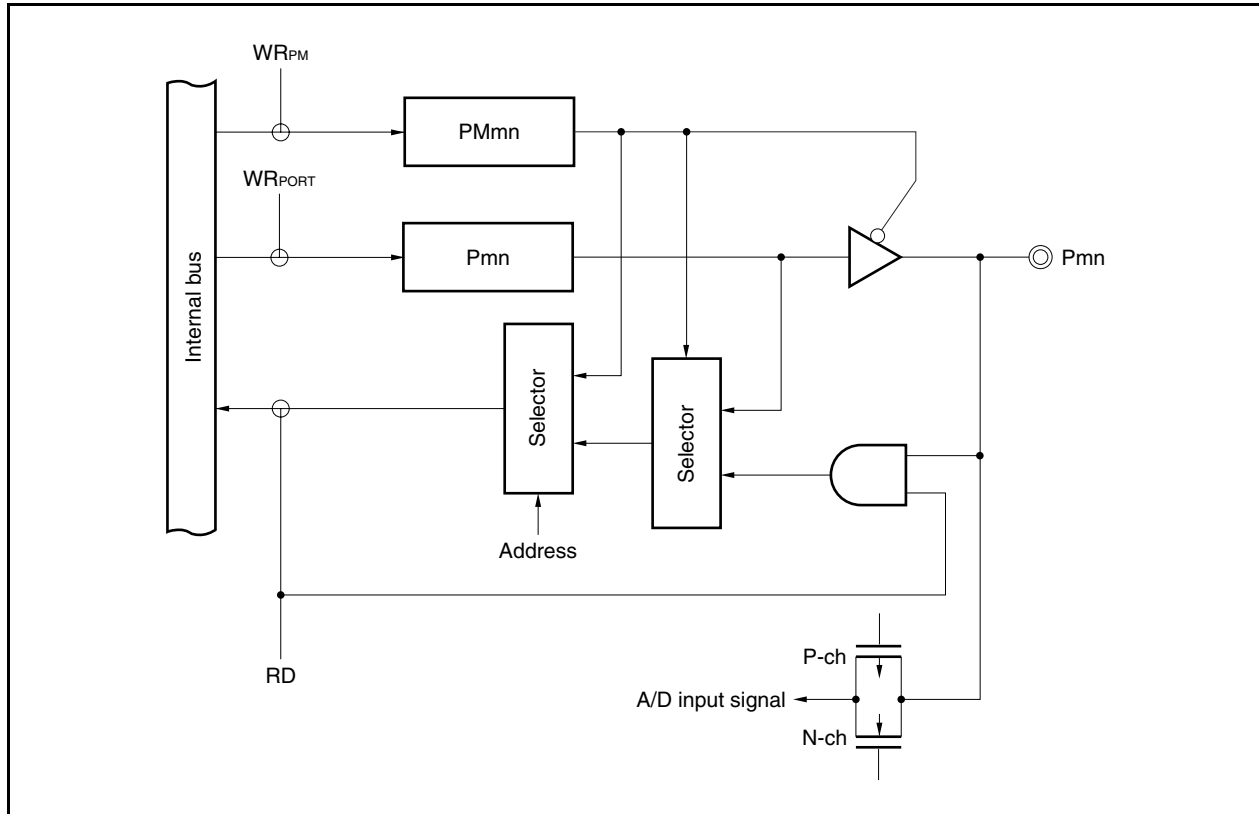 WRPM
PMmn
WRPORT
Pmn
Pmn
Internal bus
Selector
Selector
Address
RD
P-ch
A/D input signal
N-ch